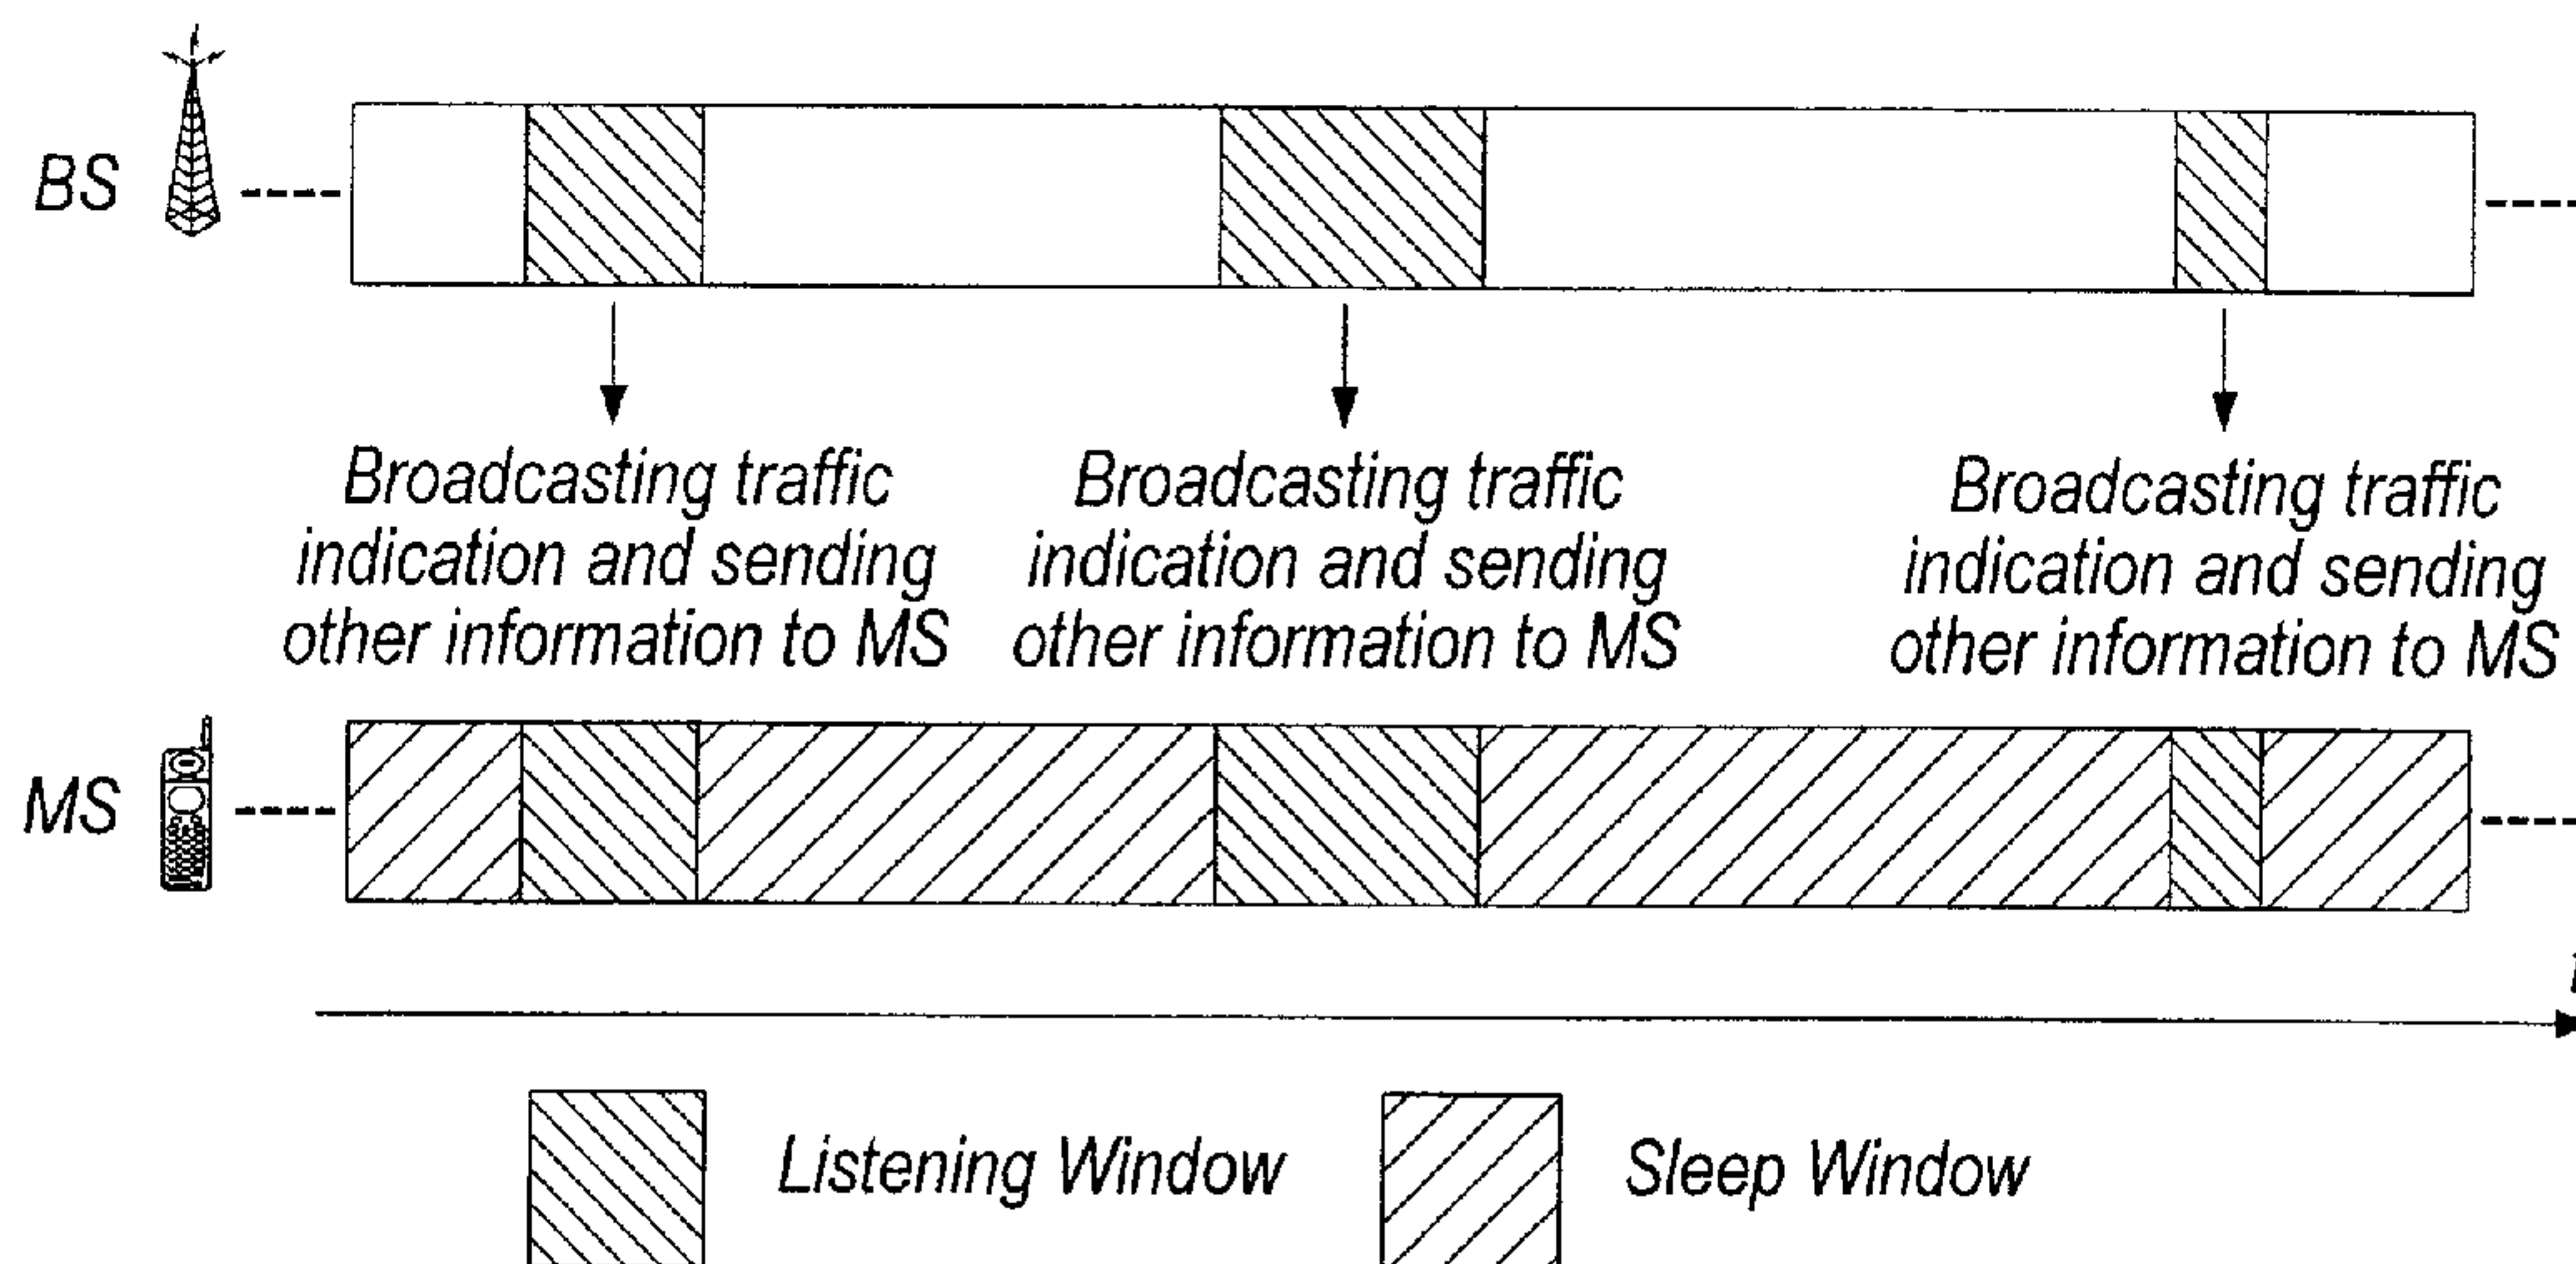 BS
Broadcasting traffic
indication and sending
other information to MS
Broadcasting traffic
indication and sending
other information to MS
Broadcasting traffic
indication and sending
other information to MS
MS
Listening Window
Sleep Window